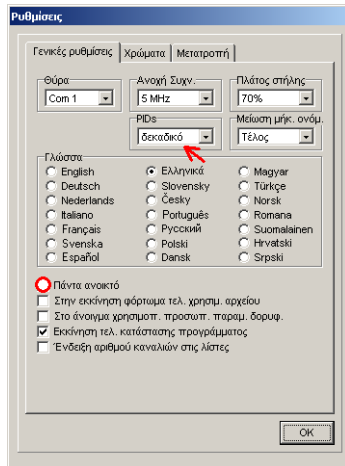 Ρυθμίσεις
Γενικές ρυθμίσεις Χρώματα Μετατροπή
Θύρα Ανοχή Συχν. Πλάτος στήλης
Com 1 5 MHz 70%
PIDs Μείωση μήκ. ονόμ.
δεκαδικό Τέλος
Γλώσσα
English Ελληνικά Magyar
Deutsch Slovensky Türkçe
Nederlands Česky Norsk
Italiano Português Romana
Français Русский Suomalainen
Svenska Polski Hrvatski
Español Dansk Srpski
Πάντα ανοικτό
Στην εκκίνηση φόρτωμα τελ. χρησιμ. αρχείου
Στο άνοιγμα χρησιμοπ. προσωπ. παραμ. δορυφ.
Εκκίνηση τελ. κατάστασης προγράμματος
Ένδειξη αριθμού καναλιών στις λίστες
OK